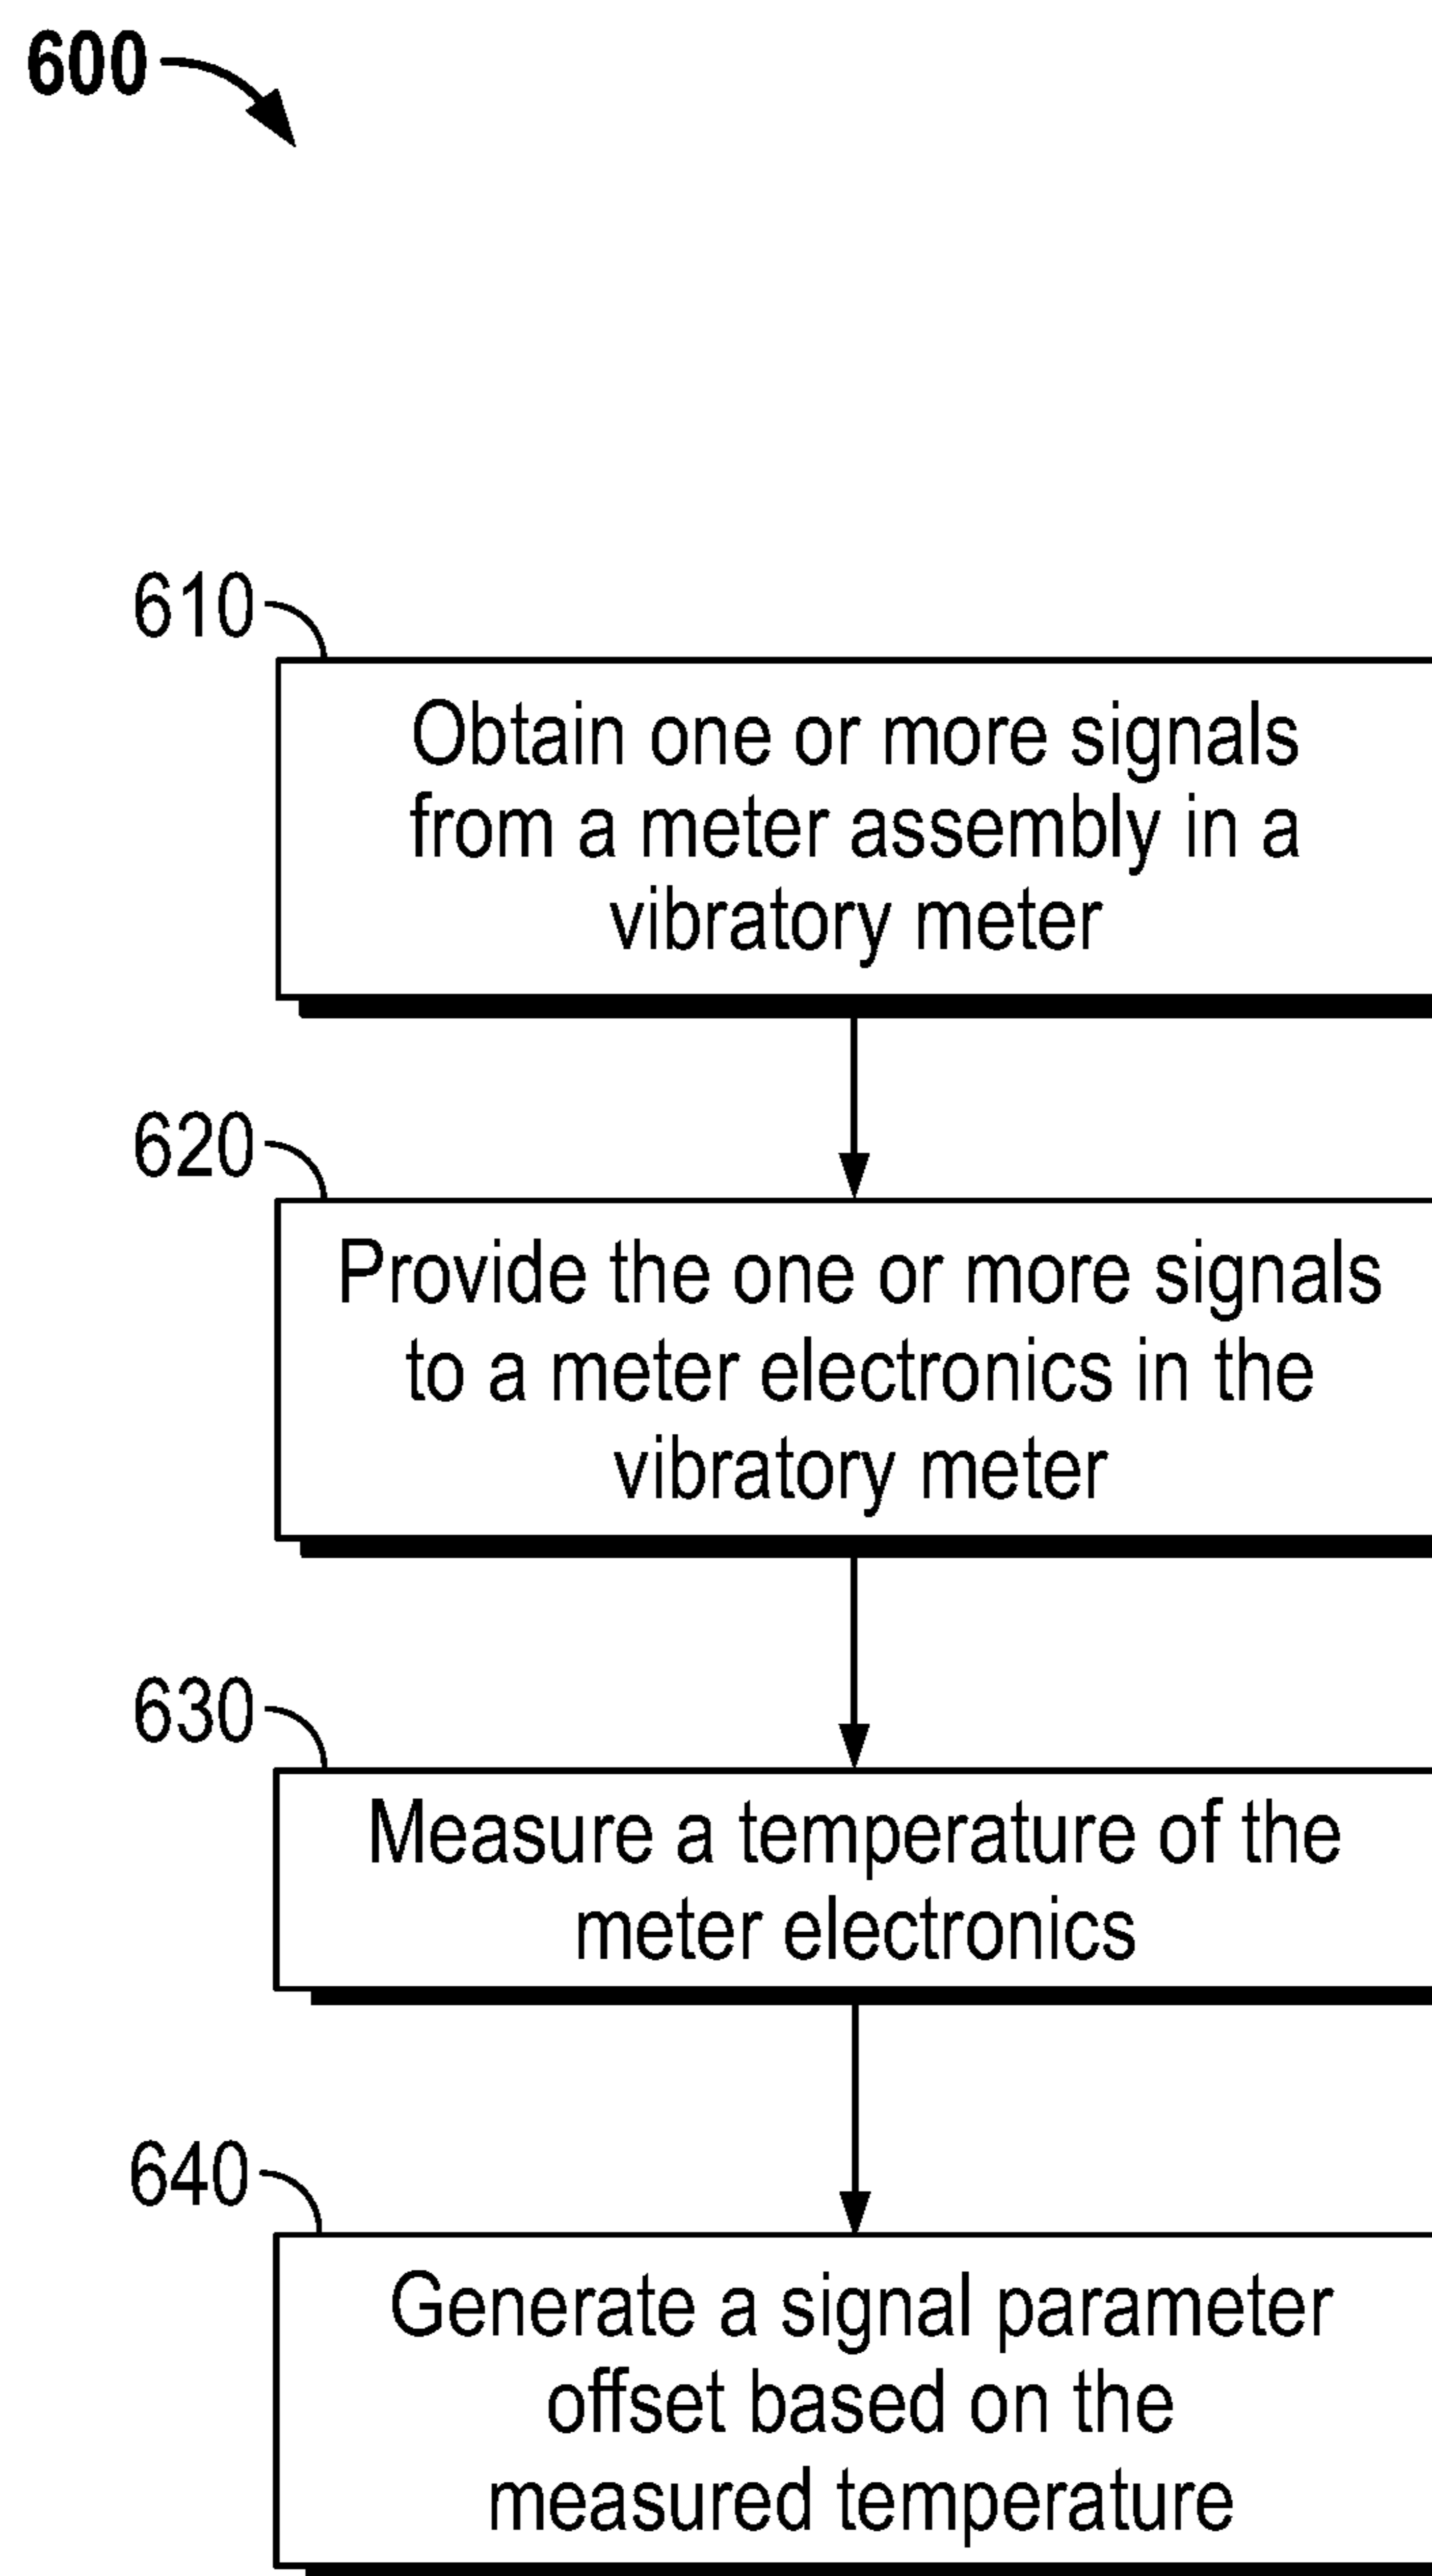 600
610
Obtain one or more signals
from a meter assembly in a
vibratory meter
620
Provide the one or more signals
to a meter electronics in the
vibratory meter
630
Measure a temperature of the
meter electronics
640
Generate a signal parameter
offset based on the
measured temperature